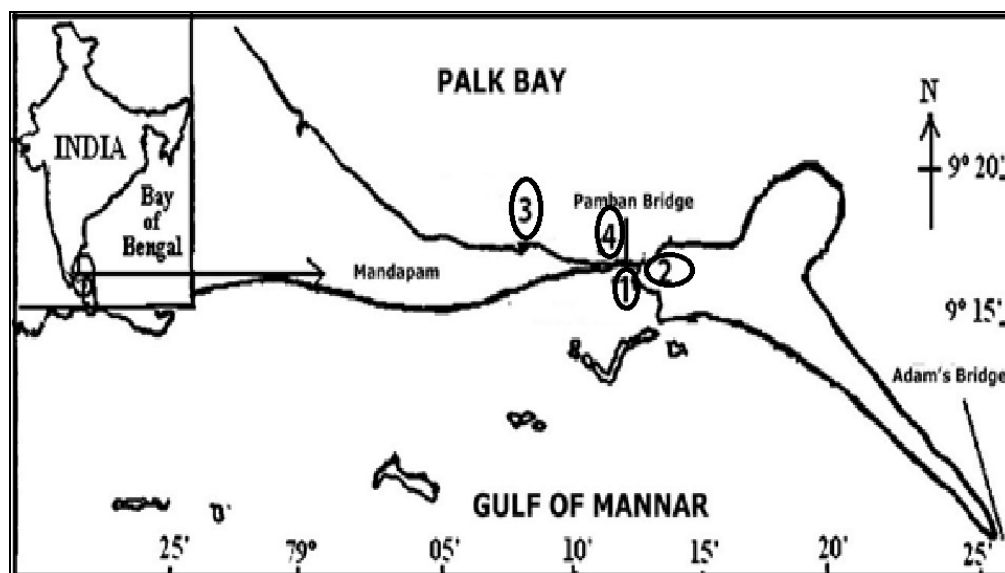 PALK BAY
N
INDIA
9° 20'
Bay
of
Bengal
3
Pamban Bridge
4
Mandapam
2
1
9° 15'
Adam's Bridge
GULF OF MANNAR
25'
79°
05'
10'
15'
20'
25'